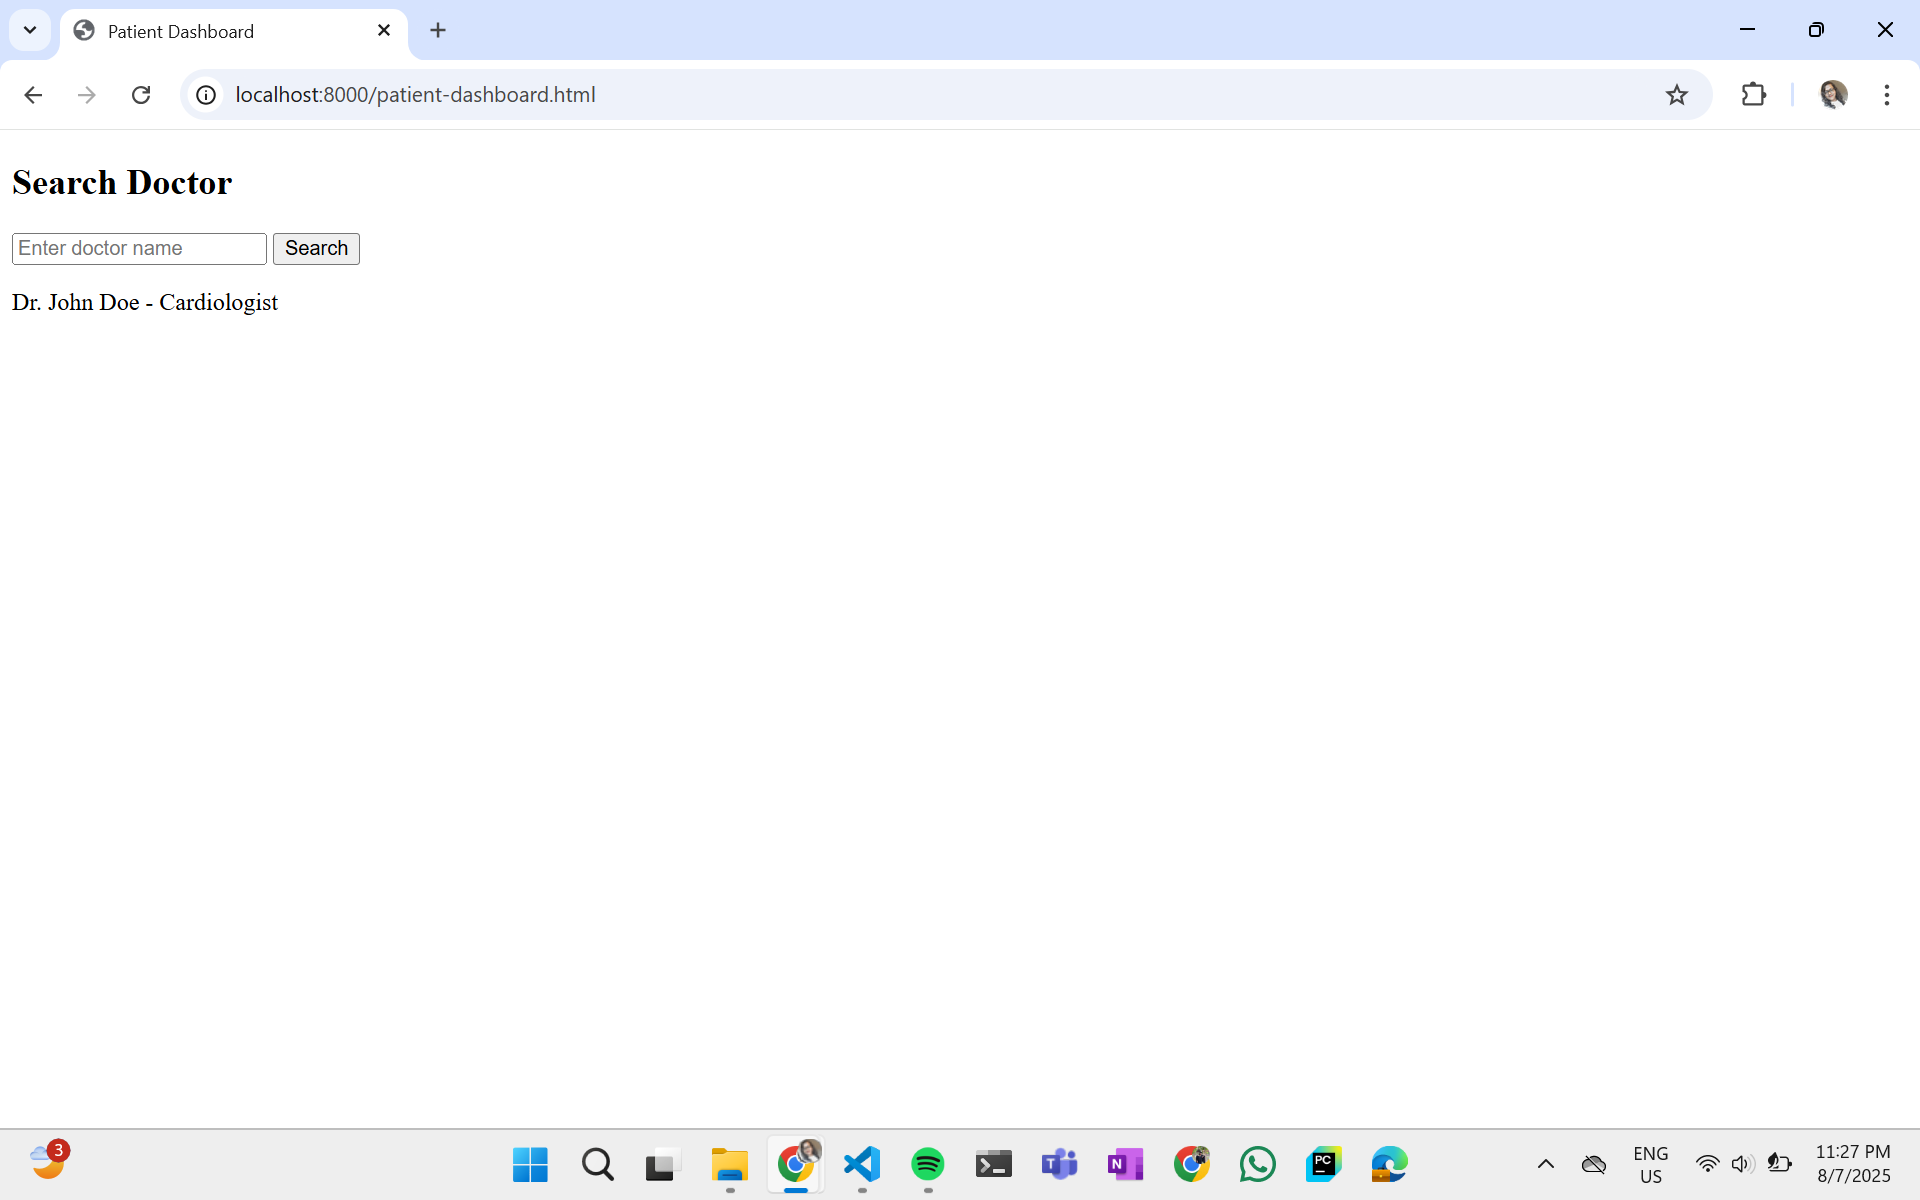 Patient Dashboard
localhost:8000/patient-dashboard.html
Search Doctor
Enter doctor name Search
Dr. John Doe - Cardiologist
3
PC
N
T
ENG
US
11:27 PM
8/7/2025